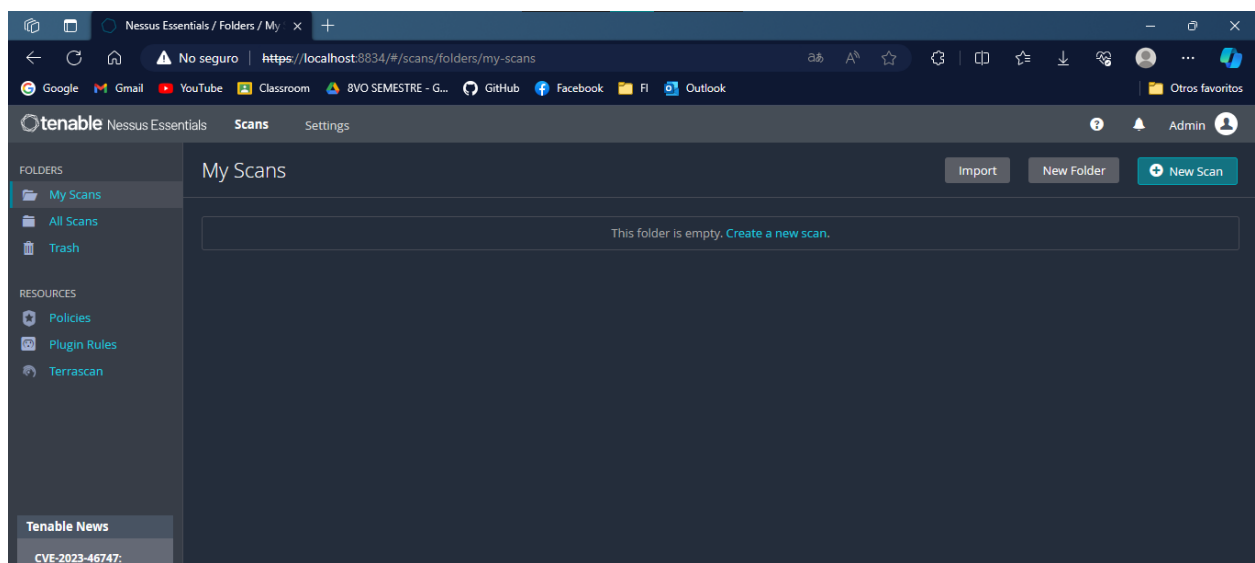 Nessus Essentials / Folders / My S
No seguro | https://localhost:8834/#/scans/folders/my-scans
Google Gmail YouTube Classroom 8VO SEMESTRE - G... GitHub Facebook FI Outlook Otros favoritos
tenable Nessus Essentials Scans Settings Admin
FOLDERS
My Scans
All Scans
Trash
RESOURCES
Policies
Plugin Rules
Terrascan
Tenable News
CVE-2023-46747:
My Scans Import New Folder New Scan
This folder is empty. Create a new scan.